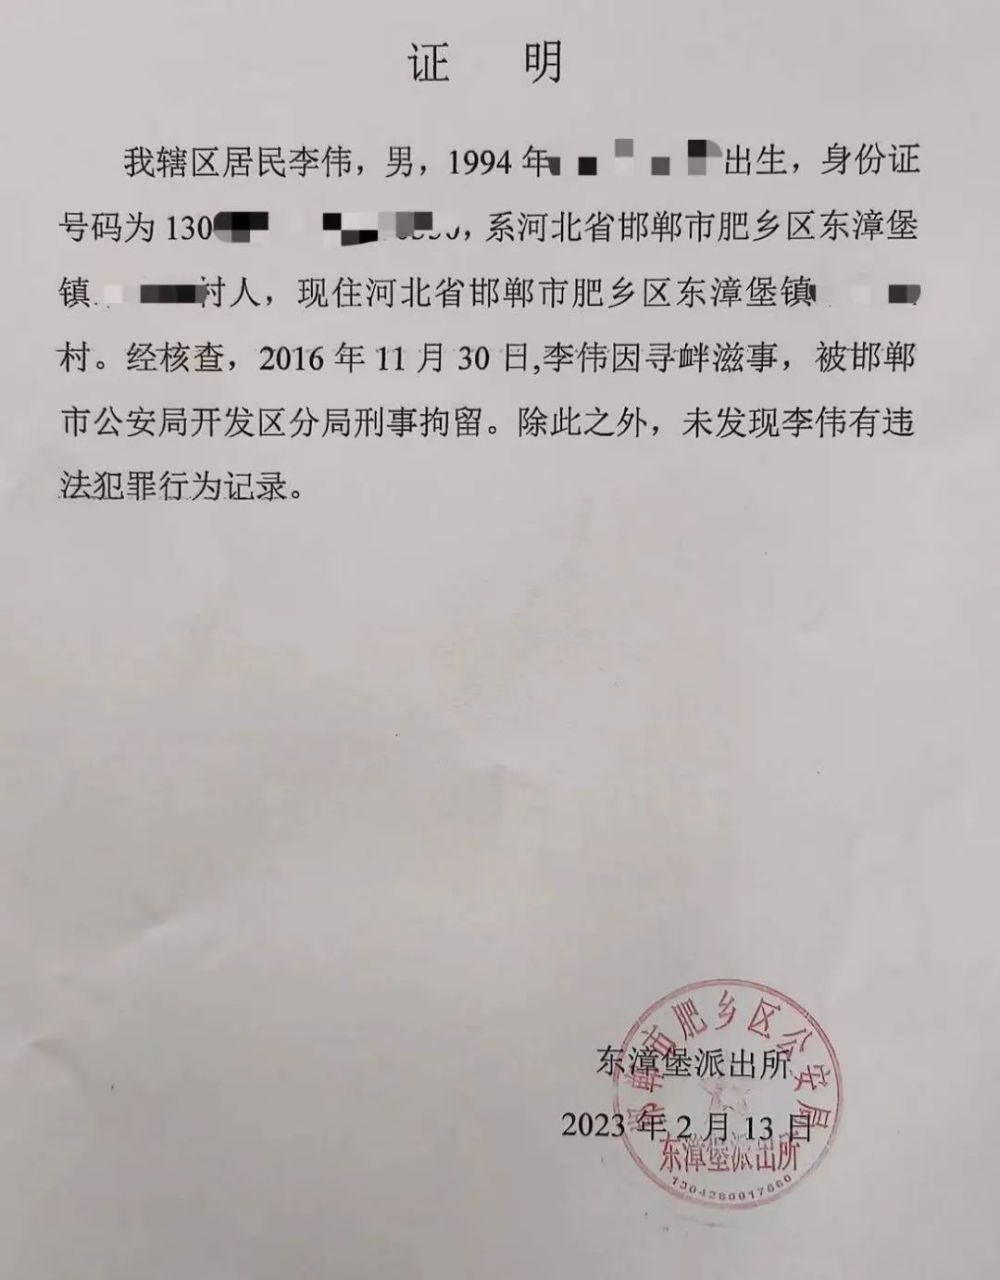 证 明
我辖区居民李伟，男，1994 年 出生，身份证
号码为 130 ，系河北省邯郸市肥乡区东漳堡
镇 村人，现住河北省邯郸市肥乡区东漳堡镇
村。经核查，2016 年 11 月 30 日,李伟因寻衅滋事，被邯郸
市公安局开发区分局刑事拘留。除此之外，未发现李伟有违
法犯罪行为记录。
邯郸市肥乡区公安局
东漳堡派出所
2023 年 2 月 13 日
东漳堡派出所
1304280017660